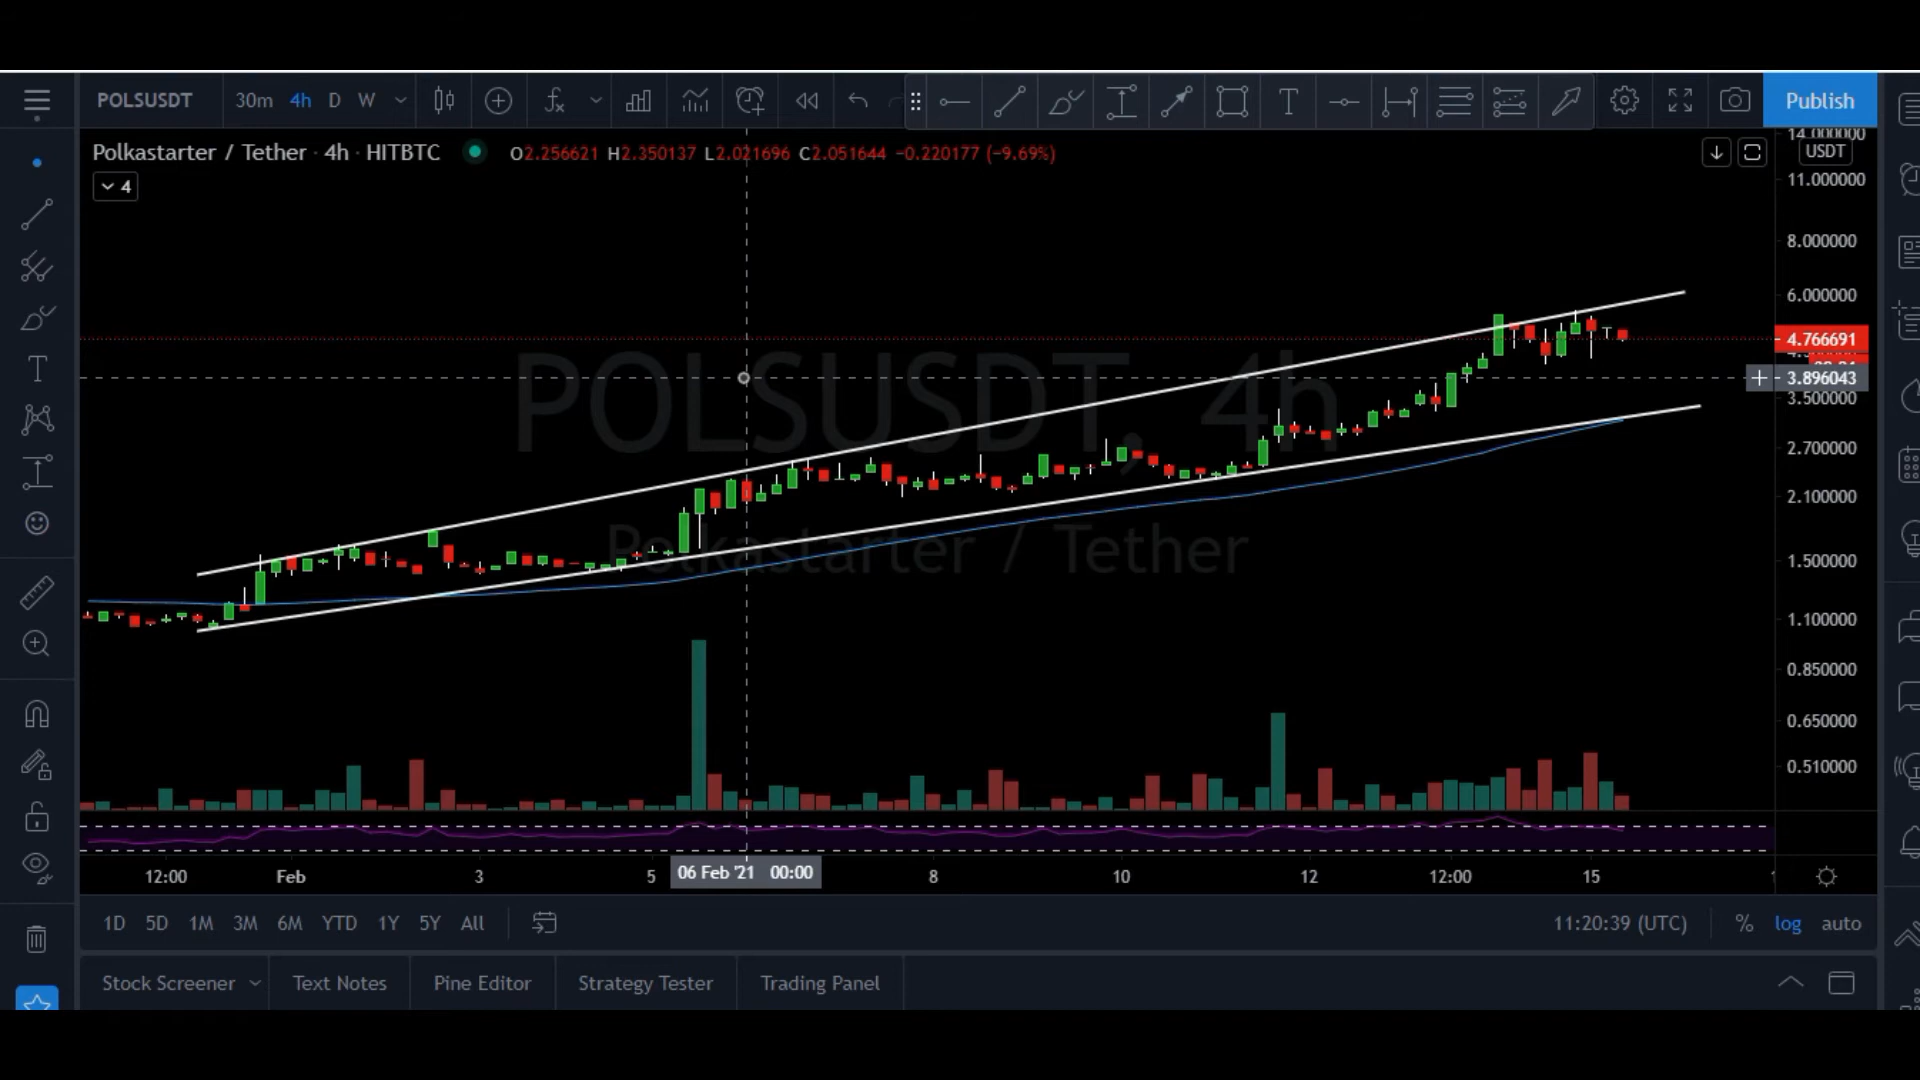 POLSUSDT 30m 4h D W Publish
14.000000
Polkastarter / Tether · 4h · HITBTC O2.256621 H2.350137 L2.021696 C2.051644 −0.220177 (−9.69%) USDT
4
11.000000
8.000000
6.000000
4.766691
3.896043
3.500000
POLSUSDT, 4h
2.700000
2.100000
Polkastarter / Tether
1.500000
1.100000
0.850000
0.650000
0.510000
12:00 Feb 3 5 06 Feb '21 00:00 8 10 12 12:00 15
1D 5D 1M 3M 6M YTD 1Y 5Y All 11:20:39 (UTC) % log auto
Stock Screener Text Notes Pine Editor Strategy Tester Trading Panel